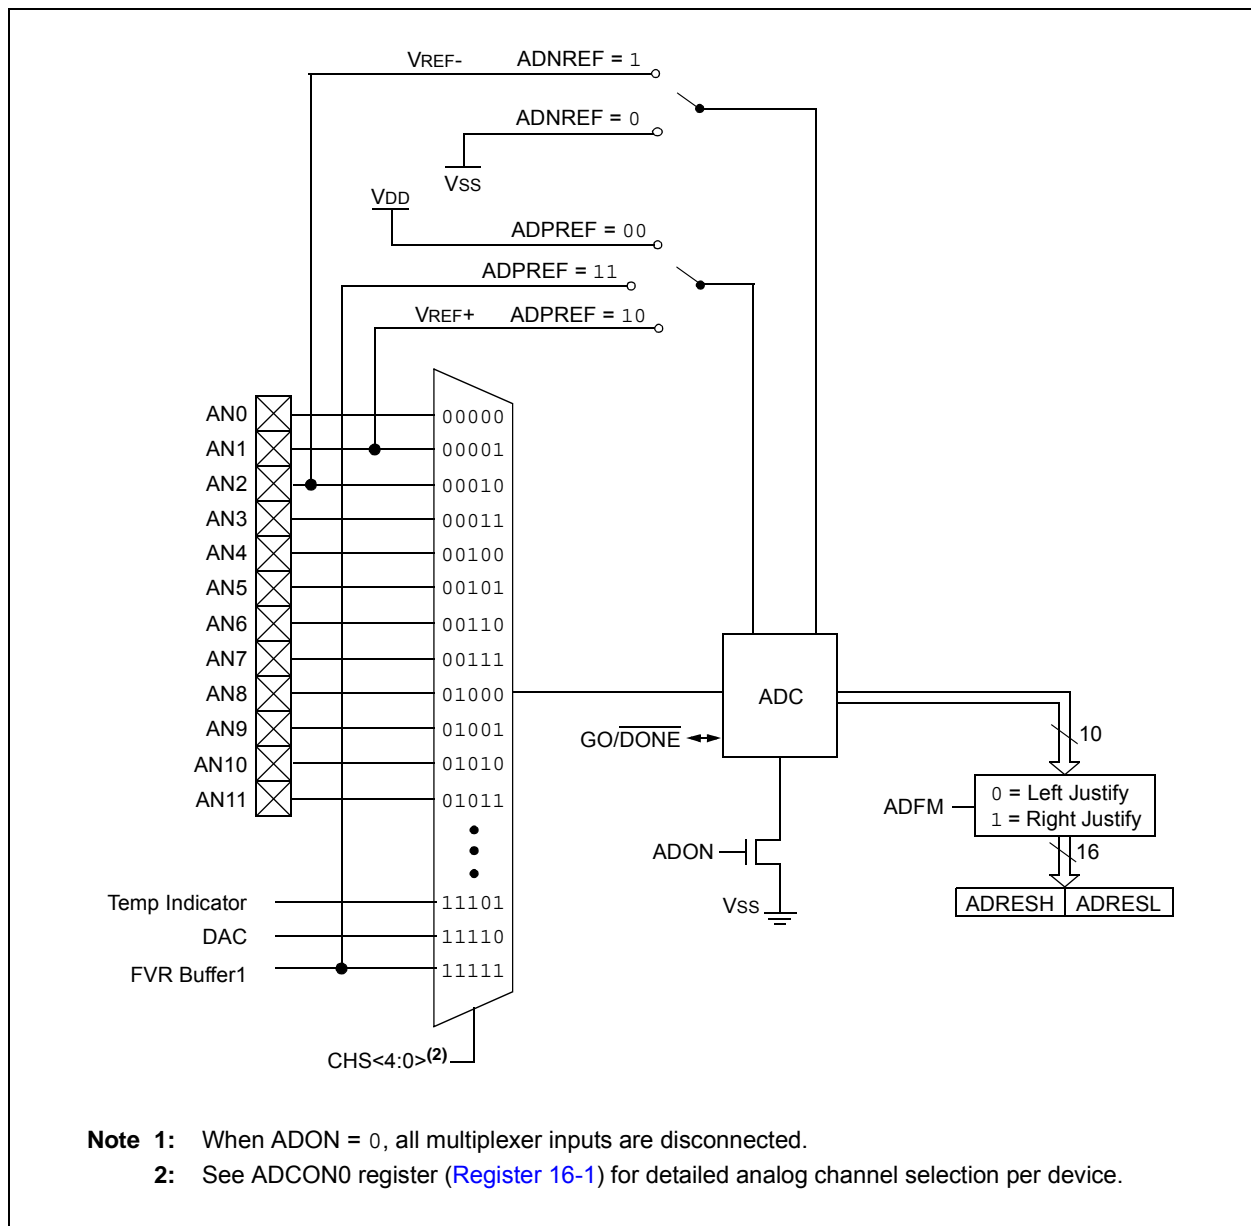 VREF- ADNREF = 1
ADNREF = 0
VSS
VDD
ADPREF = 00
ADPREF = 11
VREF+ ADPREF = 10
AN0 00000
AN1 00001
AN2 00010
AN3 00011
AN4 00100
AN5 00101
AN6 00110
AN7 00111
AN8 01000
AN9 01001
AN10 01010
AN11 01011
Temp Indicator 11101
DAC 11110
FVR Buffer1 11111
CHS<4:0>(2)
ADC
GO/DONE
ADON
VSS
10
ADFM
0 = Left Justify
1 = Right Justify
16
ADRESH ADRESL
Note 1: When ADON = 0, all multiplexer inputs are disconnected.
2: See ADCON0 register (Register 16-1) for detailed analog channel selection per device.